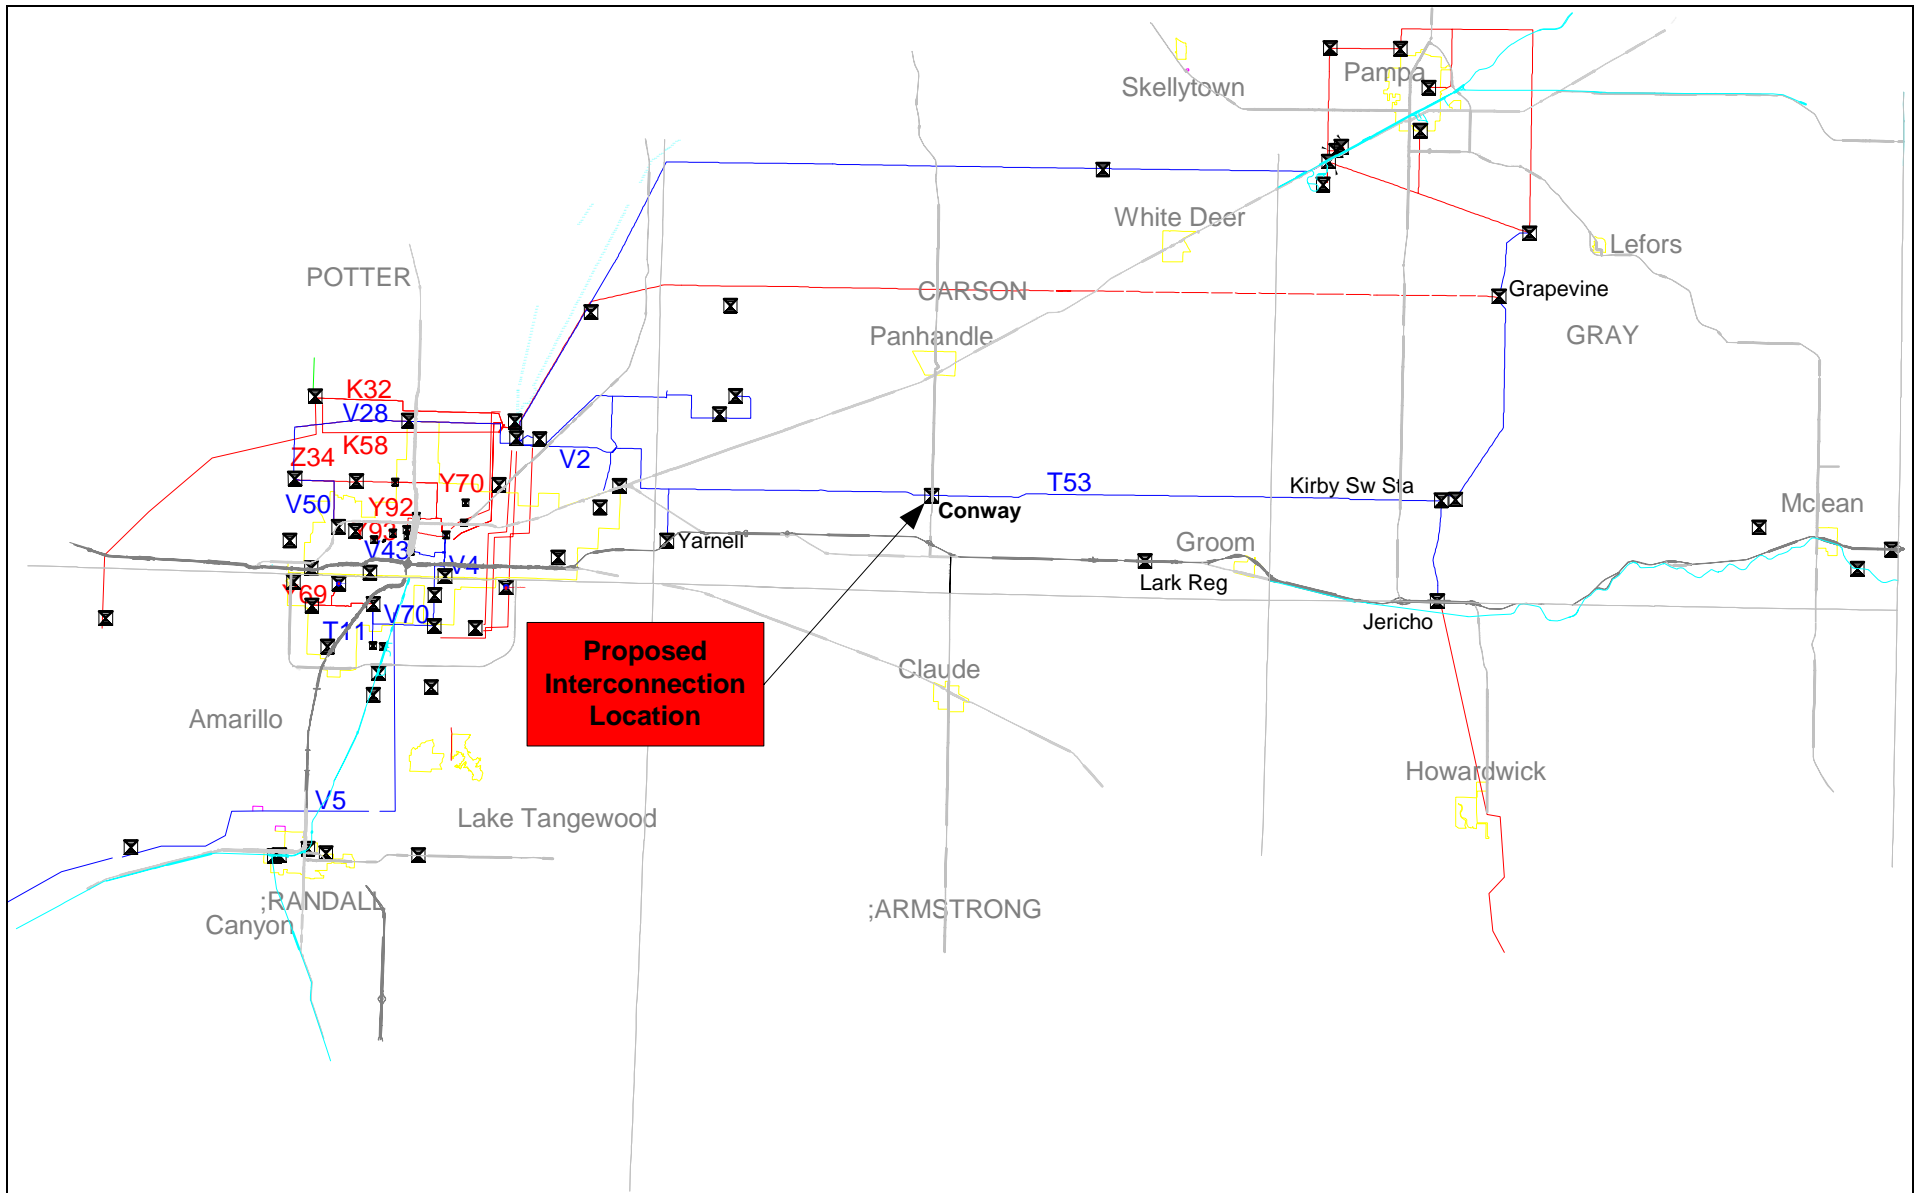 Pampa
Skellytown
White Deer
Lefors
POTTER
CARSON
Grapevine
Panhandle
GRAY
K32
V28
K58
Z34
V2
Y70
V50
Y92
T53
Kirby Sw Sta
Mclean
Conway
Yarnell
V43
V4
Groom
Lark Reg
Y69
V70
T11
Jericho
Proposed
Interconnection
Location
Claude
Amarillo
Howardwick
V5
Lake Tangewood
;RANDALL
;ARMSTRONG
Canyon